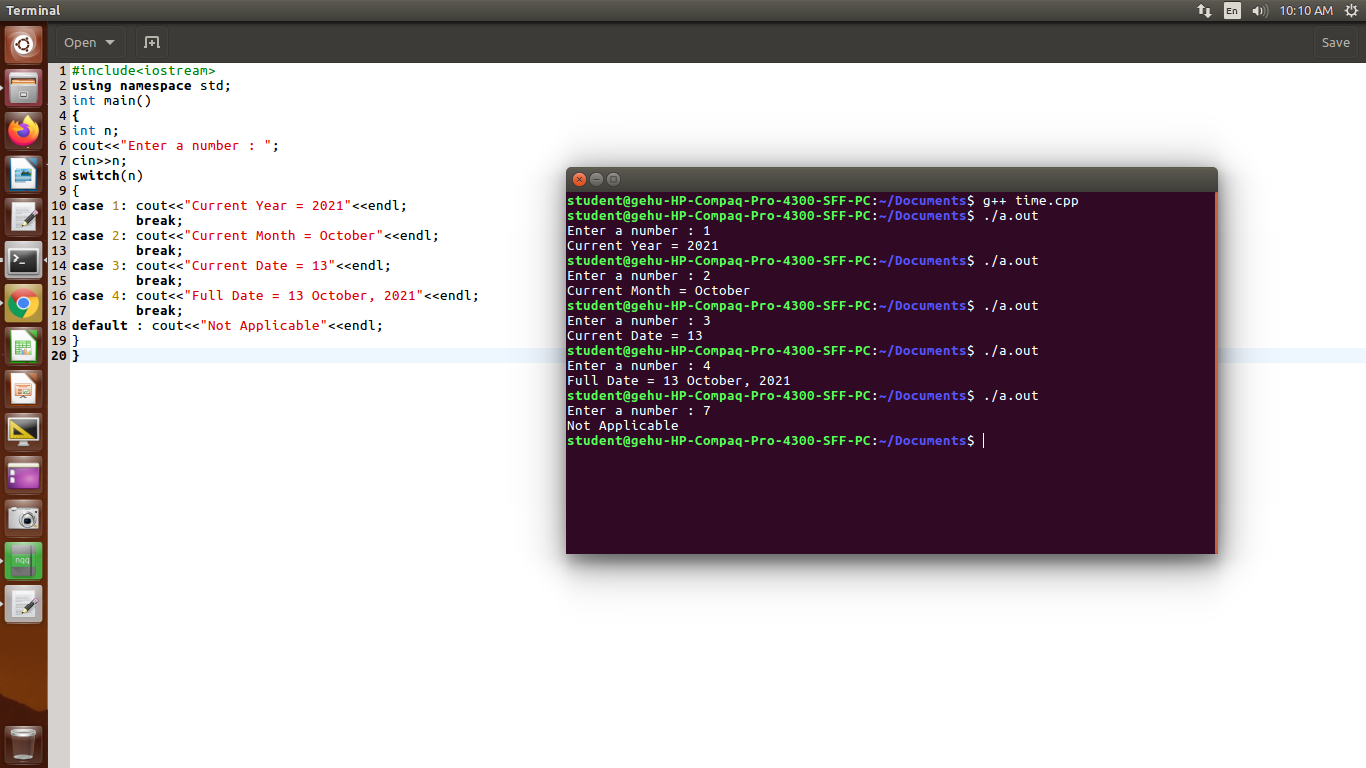 Terminal
En
10:10 AM
Open
Save
1 #include<iostream>
2 using namespace std;
3 int main()
4 {
5 int n;
6 cout<<"Enter a number : ";
7 cin>>n;
8 switch(n)
9 {
10 case 1: cout<<"Current Year = 2021"<<endl;
11         break;
12 case 2: cout<<"Current Month = October"<<endl;
13         break;
14 case 3: cout<<"Current Date = 13"<<endl;
15         break;
16 case 4: cout<<"Full Date = 13 October, 2021"<<endl;
17         break;
18 default : cout<<"Not Applicable"<<endl;
19 }
20 }
student@gehu-HP-Compaq-Pro-4300-SFF-PC:~/Documents$ g++ time.cpp
student@gehu-HP-Compaq-Pro-4300-SFF-PC:~/Documents$ ./a.out
Enter a number : 1
Current Year = 2021
student@gehu-HP-Compaq-Pro-4300-SFF-PC:~/Documents$ ./a.out
Enter a number : 2
Current Month = October
student@gehu-HP-Compaq-Pro-4300-SFF-PC:~/Documents$ ./a.out
Enter a number : 3
Current Date = 13
student@gehu-HP-Compaq-Pro-4300-SFF-PC:~/Documents$ ./a.out
Enter a number : 4
Full Date = 13 October, 2021
student@gehu-HP-Compaq-Pro-4300-SFF-PC:~/Documents$ ./a.out
Enter a number : 7
Not Applicable
student@gehu-HP-Compaq-Pro-4300-SFF-PC:~/Documents$
nqq